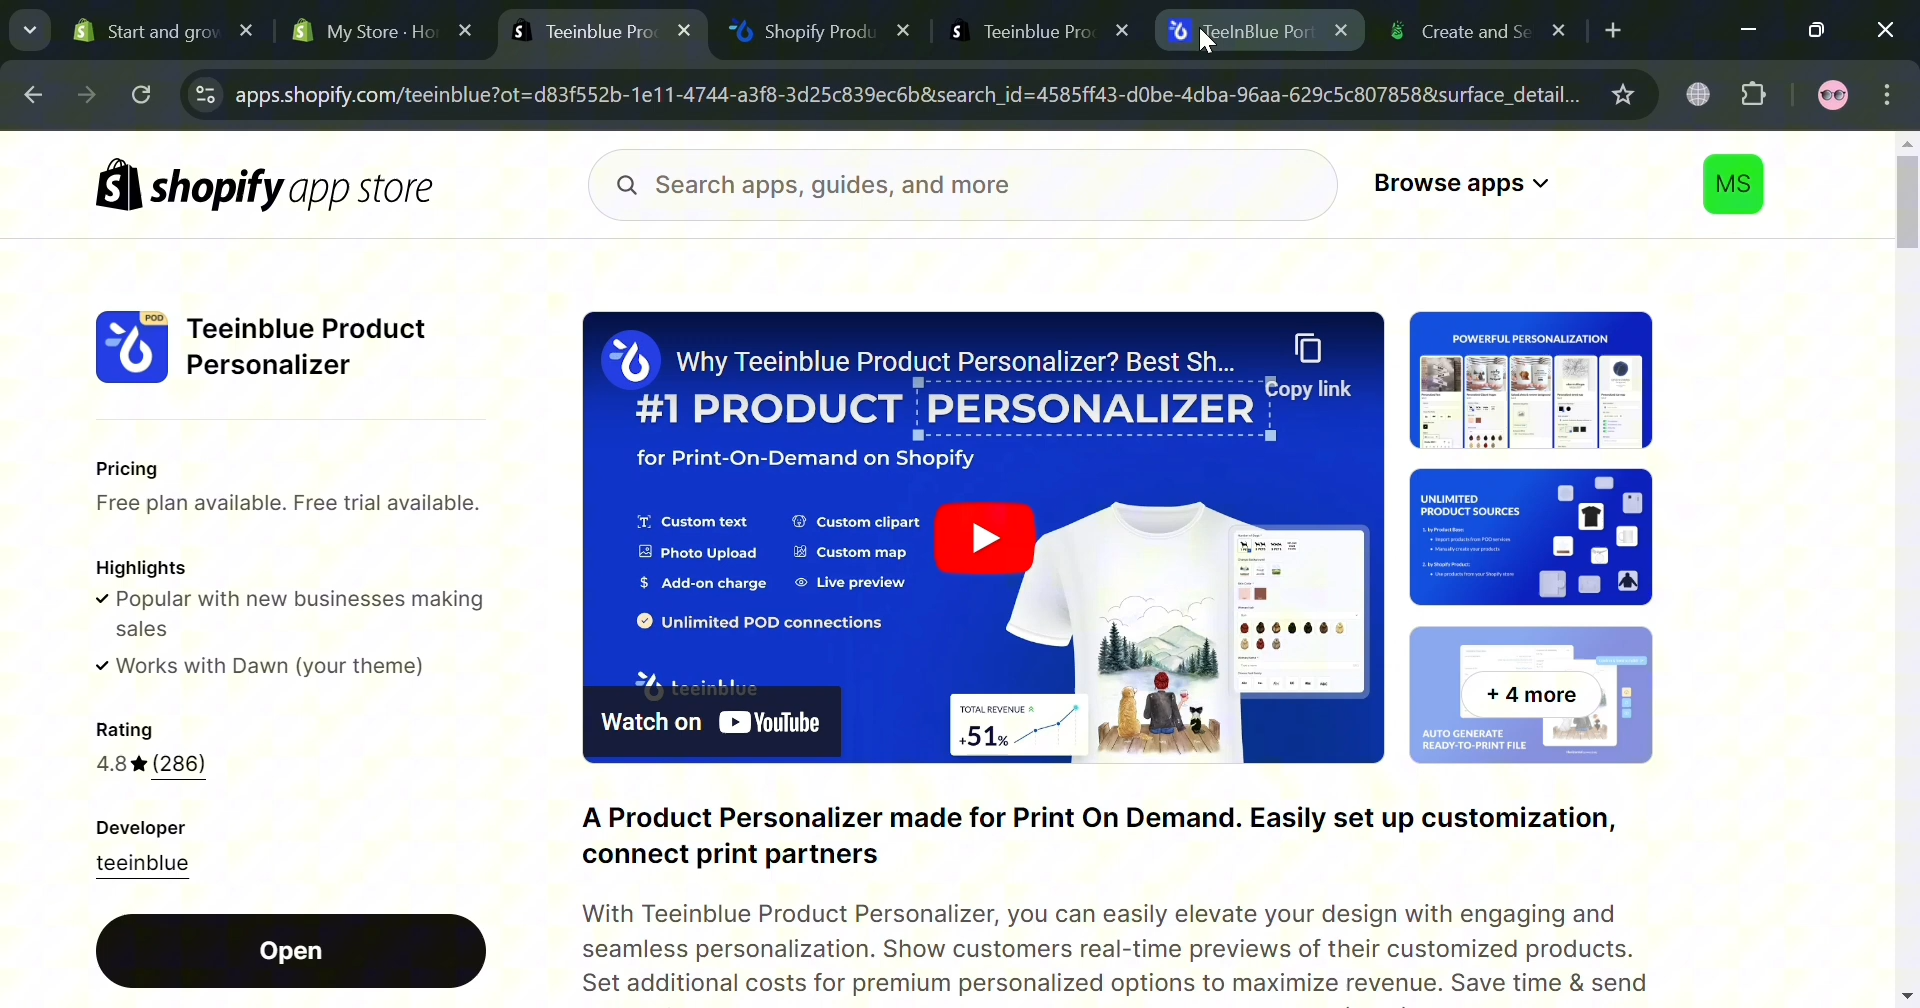 Start and grow
My Store · Ho
Teeinblue Pro
Shopify Produ
Teeinblue Pro
TeeInBlue Port
Create and Se
apps.shopify.com/teeinblue?ot=d83f552b-1e11-4744-a3f8-3d25c839ec6b&search_id=4585ff43-d0be-4dba-96aa-629c5c807858&surface_detail...
shopify app store
Search apps, guides, and more
Browse apps
MS
POD
Teeinblue Product
Personalizer
Pricing
Free plan available. Free trial available.
Highlights
Popular with new businesses making
sales
Works with Dawn (your theme)
Rating
4.8★ (286)
Developer
teeinblue
Open
Why Teeinblue Product Personalizer? Best Sh...
Copy link
#1 PRODUCT PERSONALIZER
for Print-On-Demand on Shopify
Custom text
Custom clipart
Photo Upload
Custom map
$ Add-on charge
Live preview
Unlimited POD connections
teeinblue
Watch on YouTube
TOTAL REVENUE
+51%
POWERFUL PERSONALIZATION
UNLIMITED
PRODUCT SOURCES
1. by Product Base:
Import products from POD services
Manually create your products
2. by Shopify Product:
Use products from your Shopify store
+ 4 more
AUTO GENERATE
READY-TO-PRINT FILE
A Product Personalizer made for Print On Demand. Easily set up customization,
connect print partners
With Teeinblue Product Personalizer, you can easily elevate your design with engaging and
seamless personalization. Show customers real-time previews of their customized products.
Set additional costs for premium personalized options to maximize revenue. Save time & send